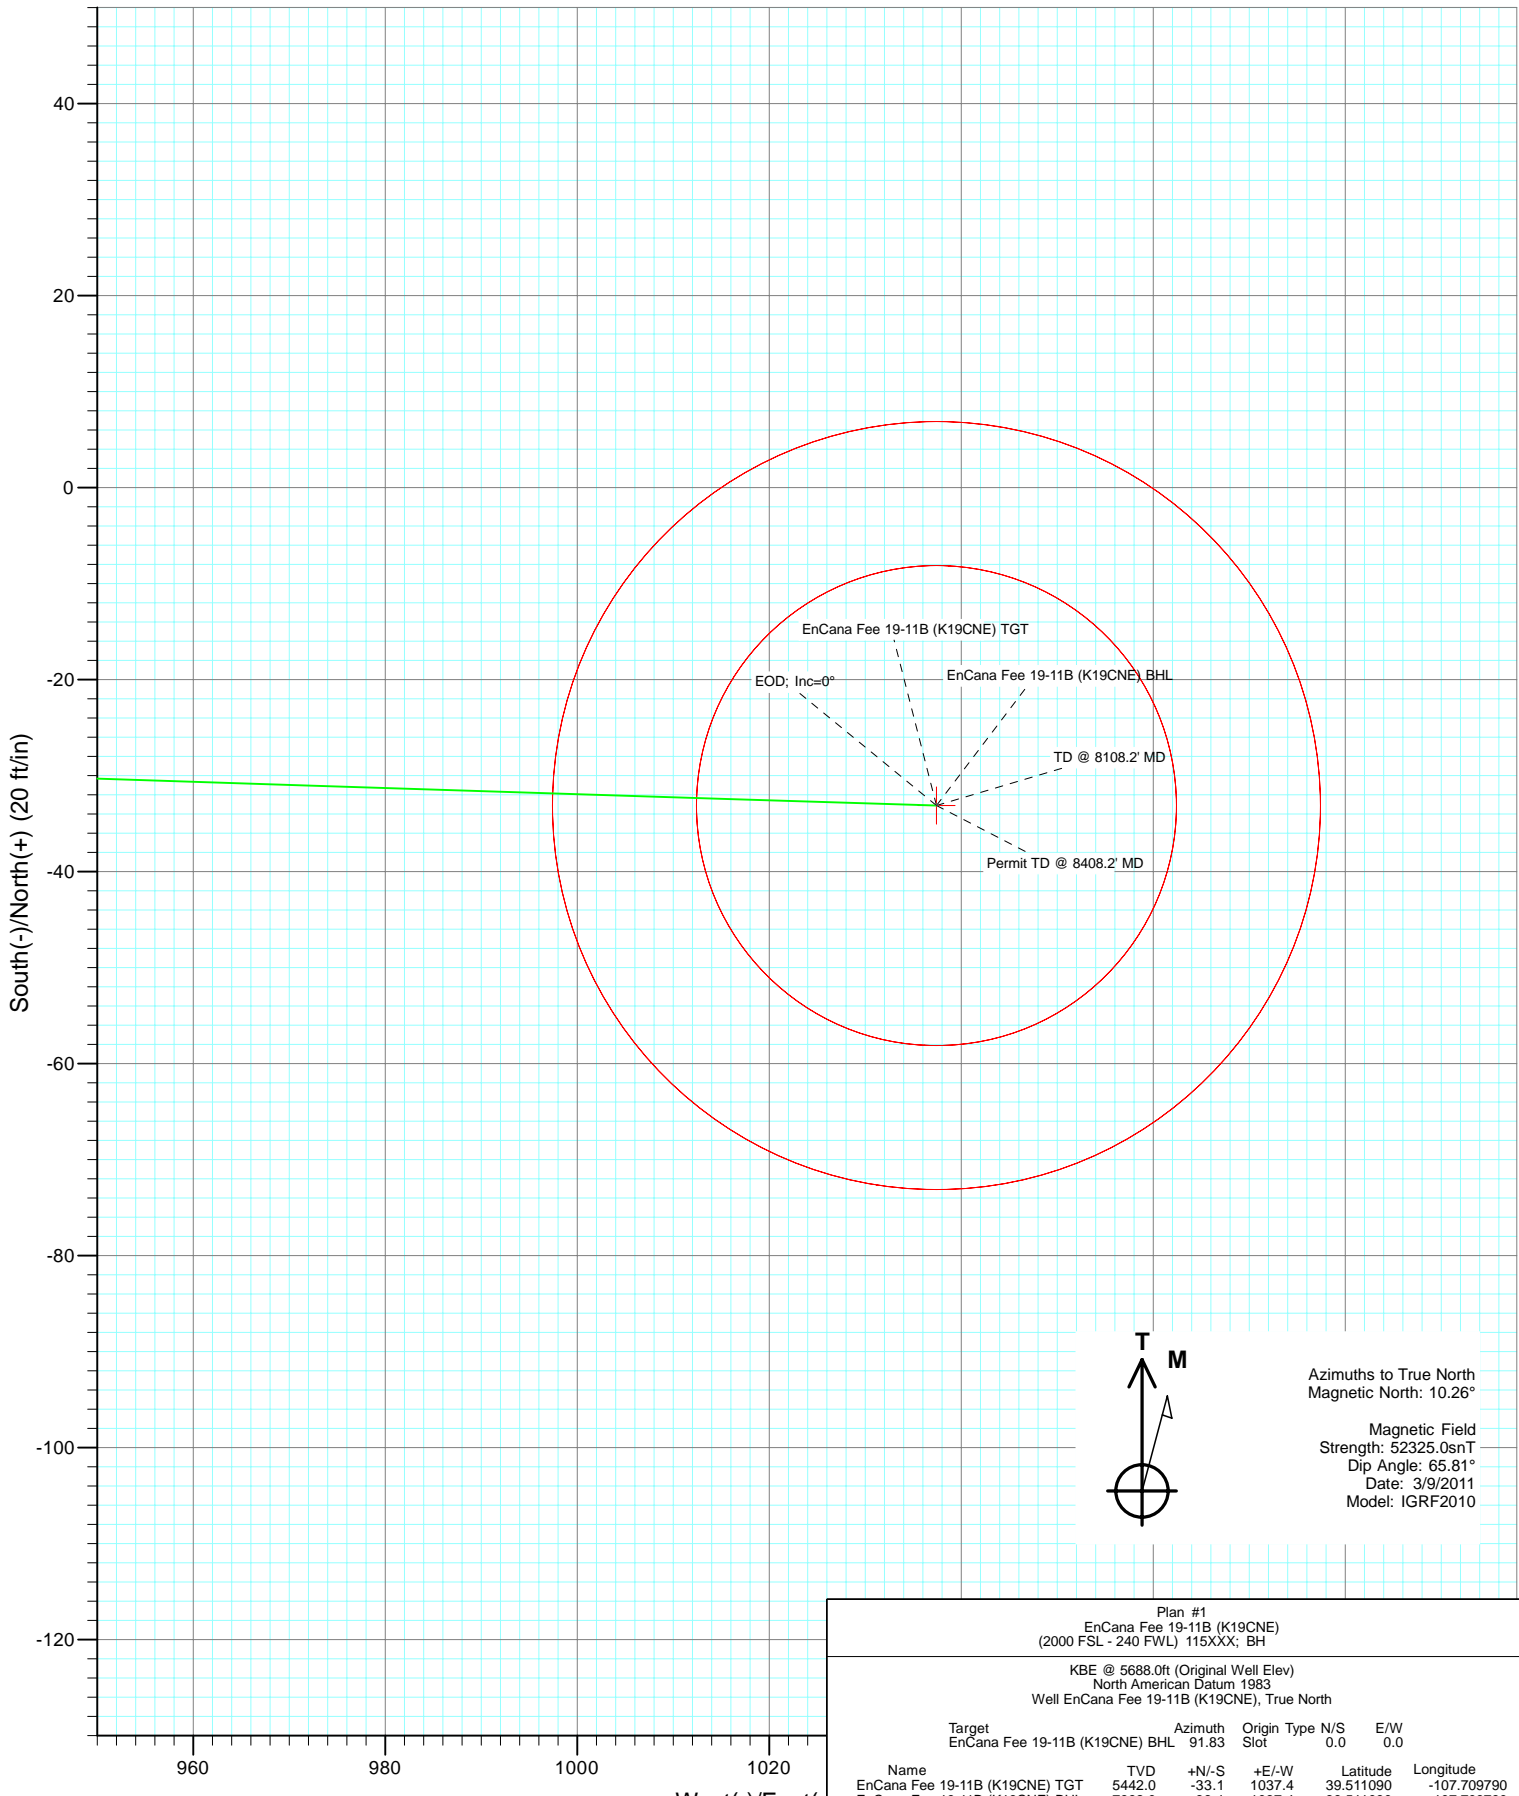 40
20
0
-20
-40
-60
-80
-100
-120
South(-)/North(+) (20 ft/in)
960
980
1000
1020
EnCana Fee 19-11B (K19CNE) TGT
EOD; Inc=0°
EnCana Fee 19-11B (K19CNE) BHL
TD @ 8108.2' MD
Permit TD @ 8408.2' MD
T
M
Azimuths to True North
Magnetic North: 10.26°
Magnetic Field
Strength: 52325.0snT
Dip Angle: 65.81°
Date: 3/9/2011
Model: IGRF2010
Plan #1
EnCana Fee 19-11B (K19CNE)
(2000 FSL - 240 FWL) 115XXX; BH
KBE @ 5688.0ft (Original Well Elev)
North American Datum 1983
Well EnCana Fee 19-11B (K19CNE), True North
Target Azimuth Origin Type N/S E/W
EnCana Fee 19-11B (K19CNE) BHL 91.83 Slot 0.0 0.0
Name TVD +N/-S +E/-W Latitude Longitude
EnCana Fee 19-11B (K19CNE) TGT 5442.0 -33.1 1037.4 39.511090 -107.709790